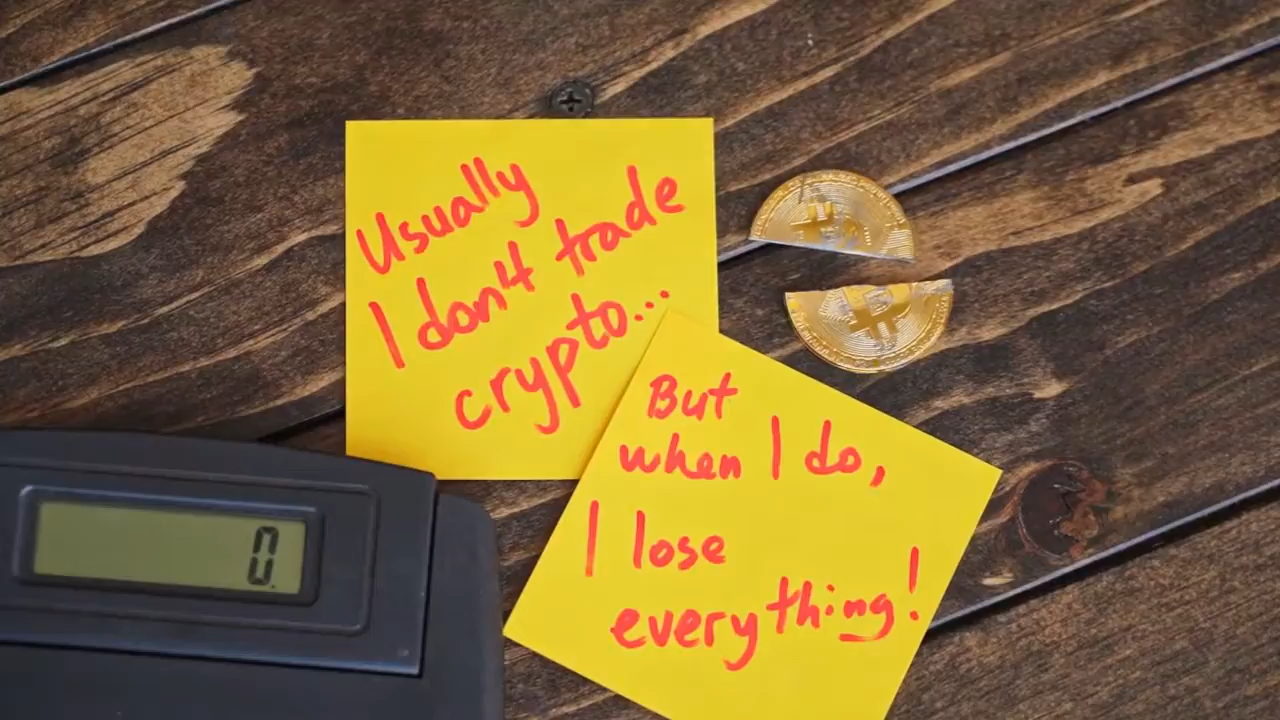 Usually
I don't trade
crypto...
But
when I do,
I lose
everything!
0.